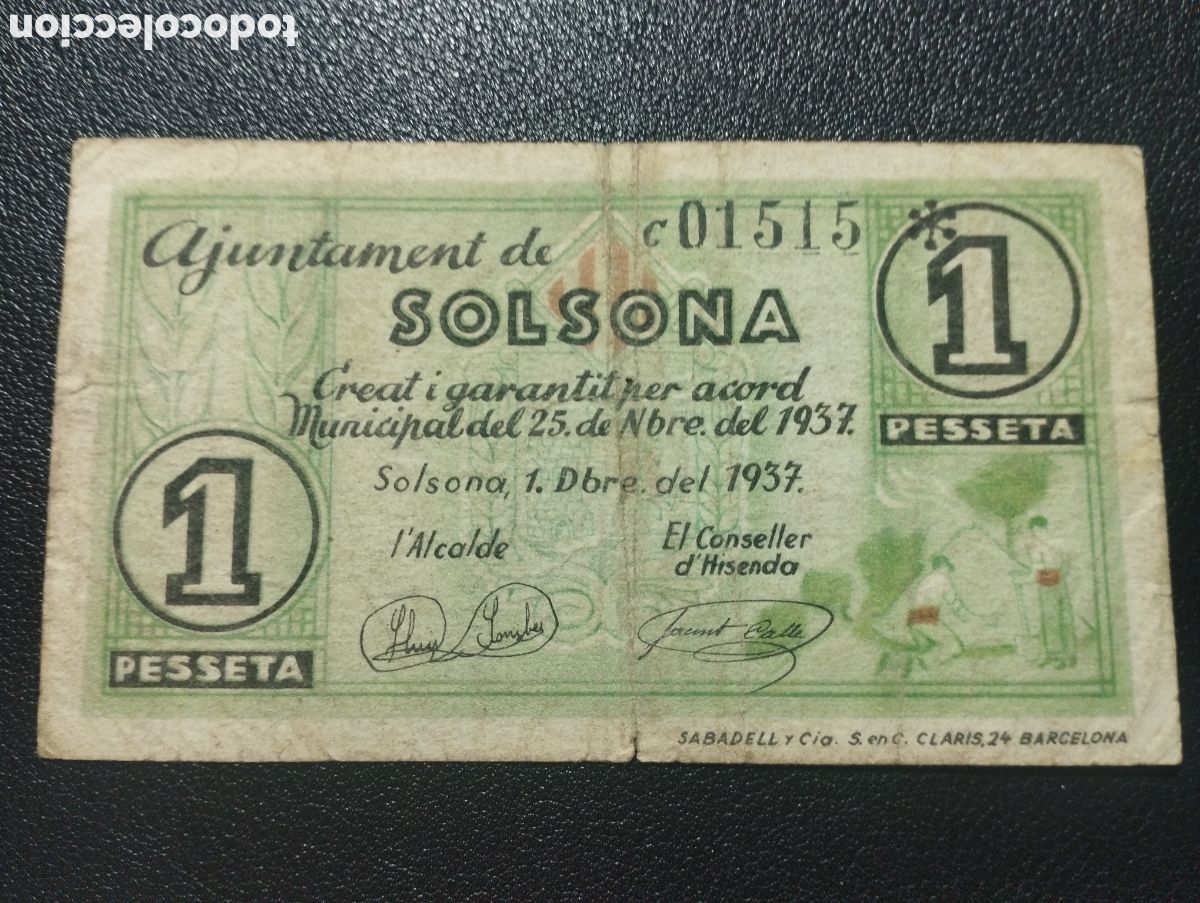 todocoleccion
Ajuntament de
C01515
SOLSONA
1
PESSETA
Creat i garantit per acord
Municipal del 25. de Nbre. del 1937.
Solsona, 1. Dbre. del 1937.
l'Alcalde
El Conseller
d'Hisenda
1
PESSETA
Jacint
SABADELL y Cia. S. en C. CLARIS, 24 BARCELONA